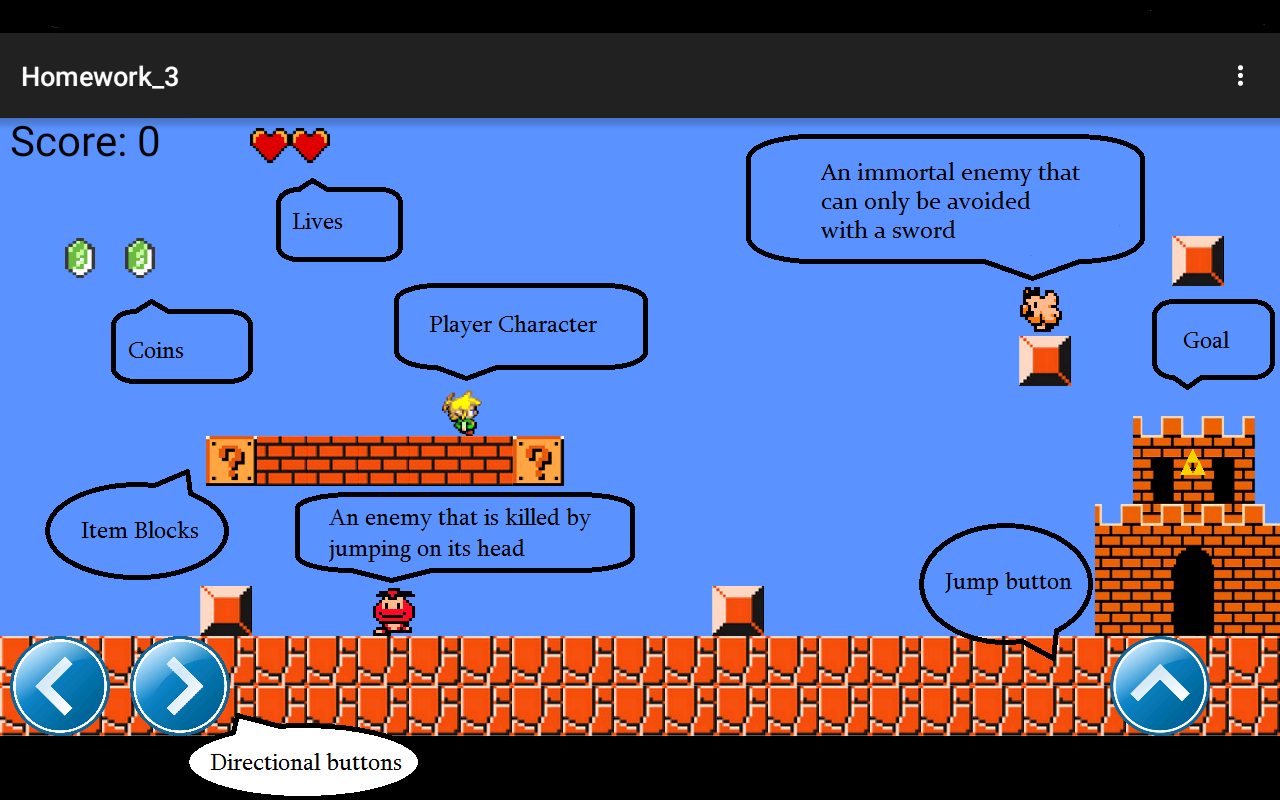 Homework_3
Score: 0
Lives
An immortal enemy that
can only be avoided
with a sword
Coins
Player Character
Goal
? ?
Item Blocks
An enemy that is killed by
jumping on its head
Jump button
Directional buttons